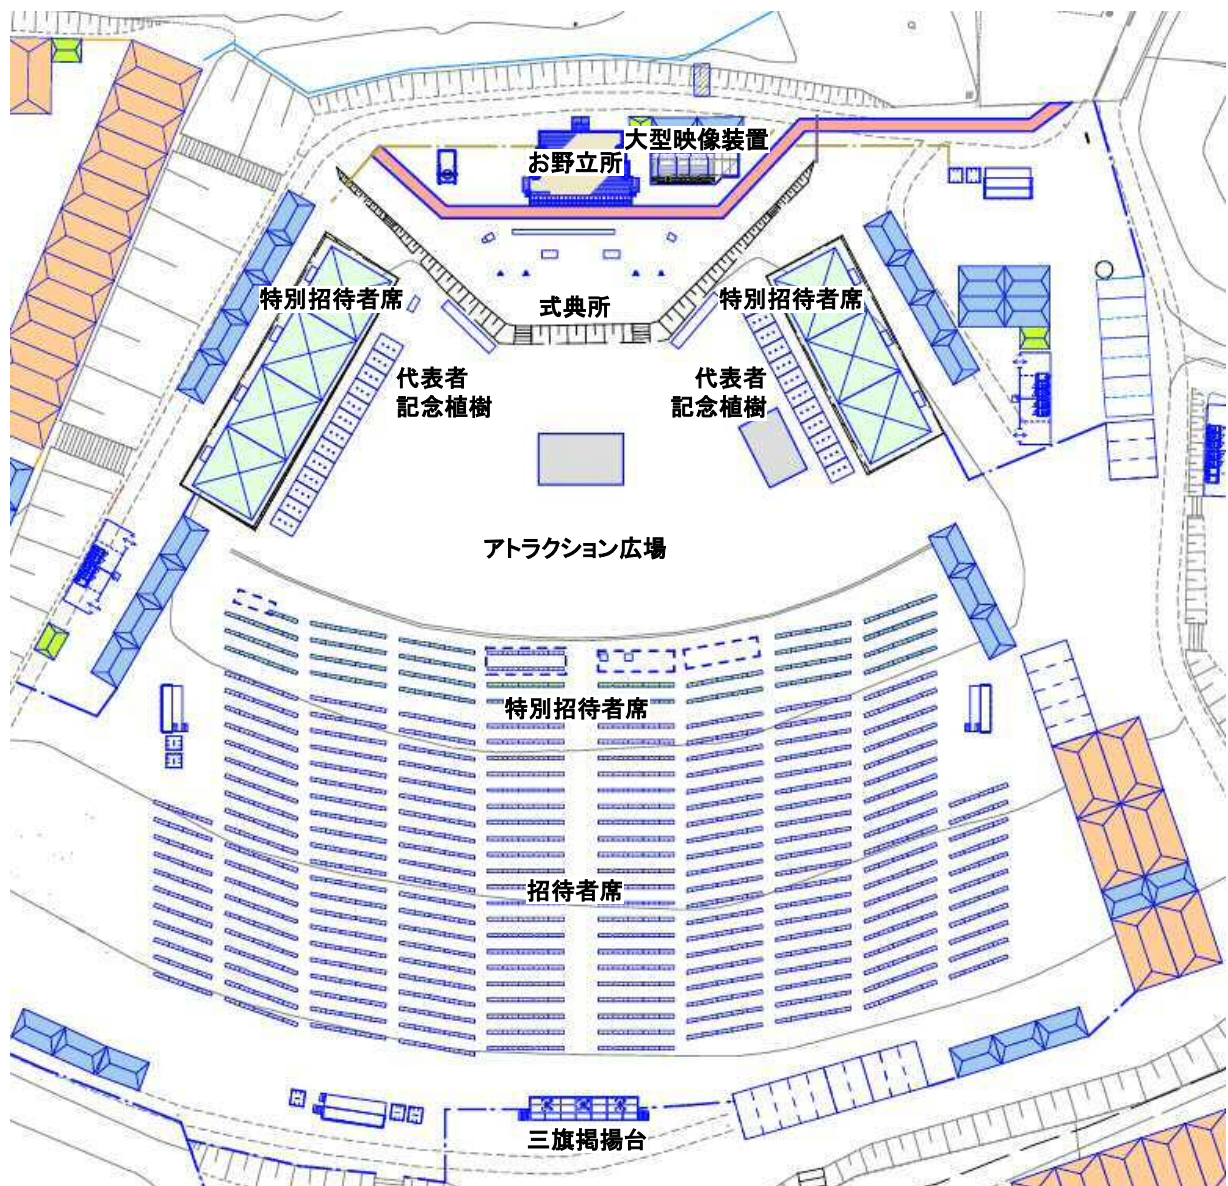 大型映像装置
お野立所
特別招待者席
式典所
特別招待者席
代表者
記念植樹
代表者
記念植樹
アトラクション広場
特別招待者席
招待者席
三旗掲揚台